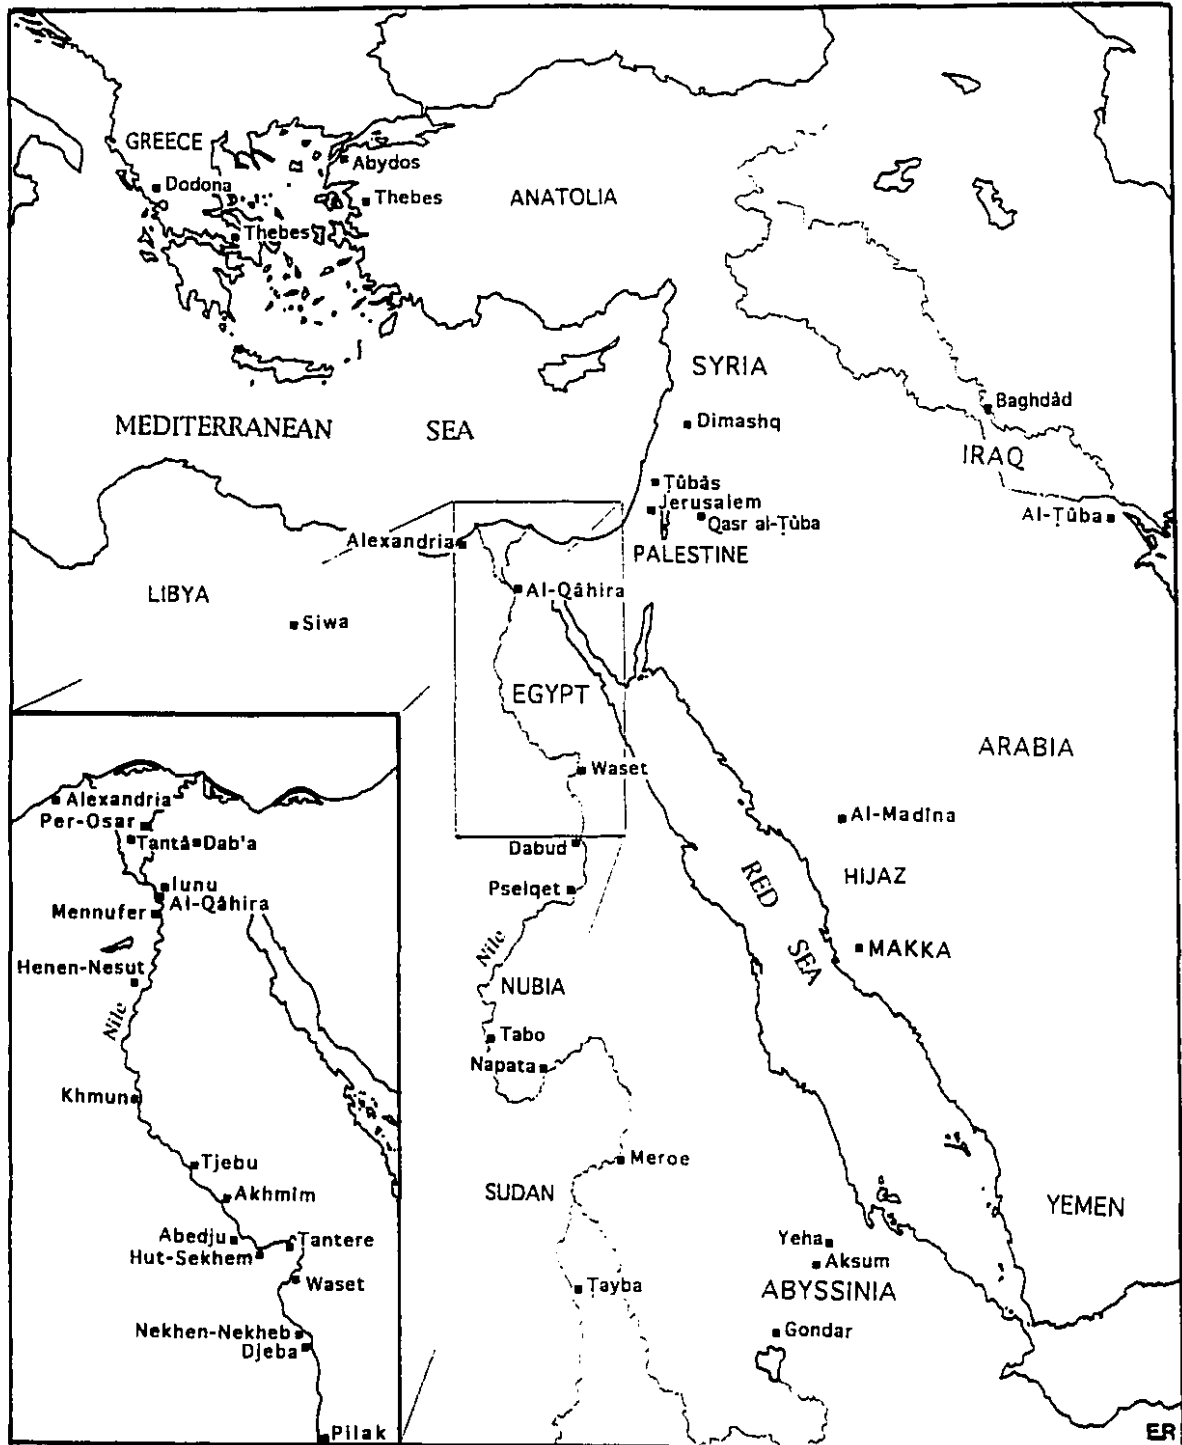 GREECE
Abydos
Dodona
Thebes
ANATOLIA
Thebes
SYRIA
Baghdâd
MEDITERRANEAN SEA
Dimashq
IRAQ
Ṭûbâs
Jerusalem
Al-Ṭûba
Qasr al-Ṭûba
Alexandria
PALESTINE
LIBYA
Al-Qâhira
Siwa
EGYPT
ARABIA
Waset
Al-Madîna
Dabud
RED SEA
HIJAZ
Pselqet
Nile
MAKKA
NUBIA
Tabo
Napata
Meroe
SUDAN
YEMEN
Yeha
Aksum
Tayba
ABYSSINIA
Gondar
ER
Alexandria
Per-Osar
Tantâ
Dab'a
Iunu
Al-Qâhira
Mennufer
Henen-Nesut
Nile
Khmun
Tjebu
Akhmîm
Abedju
Tantere
Hut-Sekhem
Waset
Nekhen-Nekheb
Djeba
Pilak